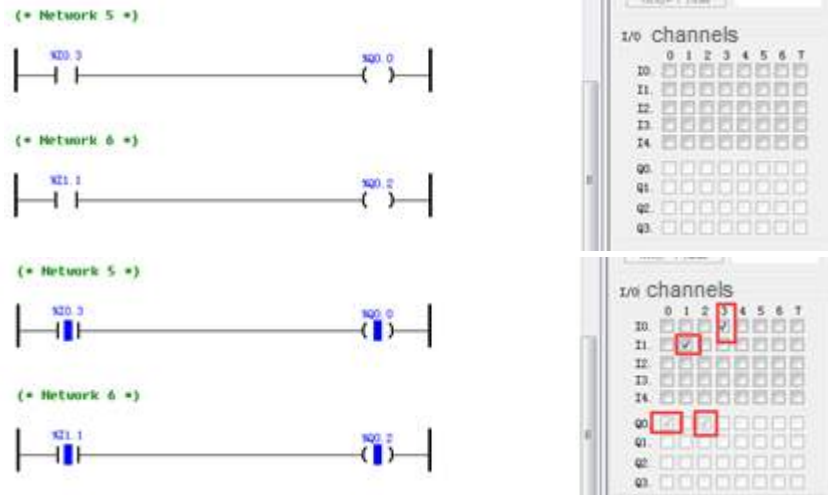 (* Network 5 *)
%I0.3 %Q0.0
(* Network 6 *)
%I1.1 %Q0.2
I/O channels
0 1 2 3 4 5 6 7
I0.
I1.
I2.
I3.
I4.
Q0.
Q1.
Q2.
Q3.
(* Network 5 *)
%I0.3 %Q0.0
(* Network 6 *)
%I1.1 %Q0.2
I/O channels
0 1 2 3 4 5 6 7
I0.
I1.
I2.
I3.
I4.
Q0.
Q1.
Q2.
Q3.